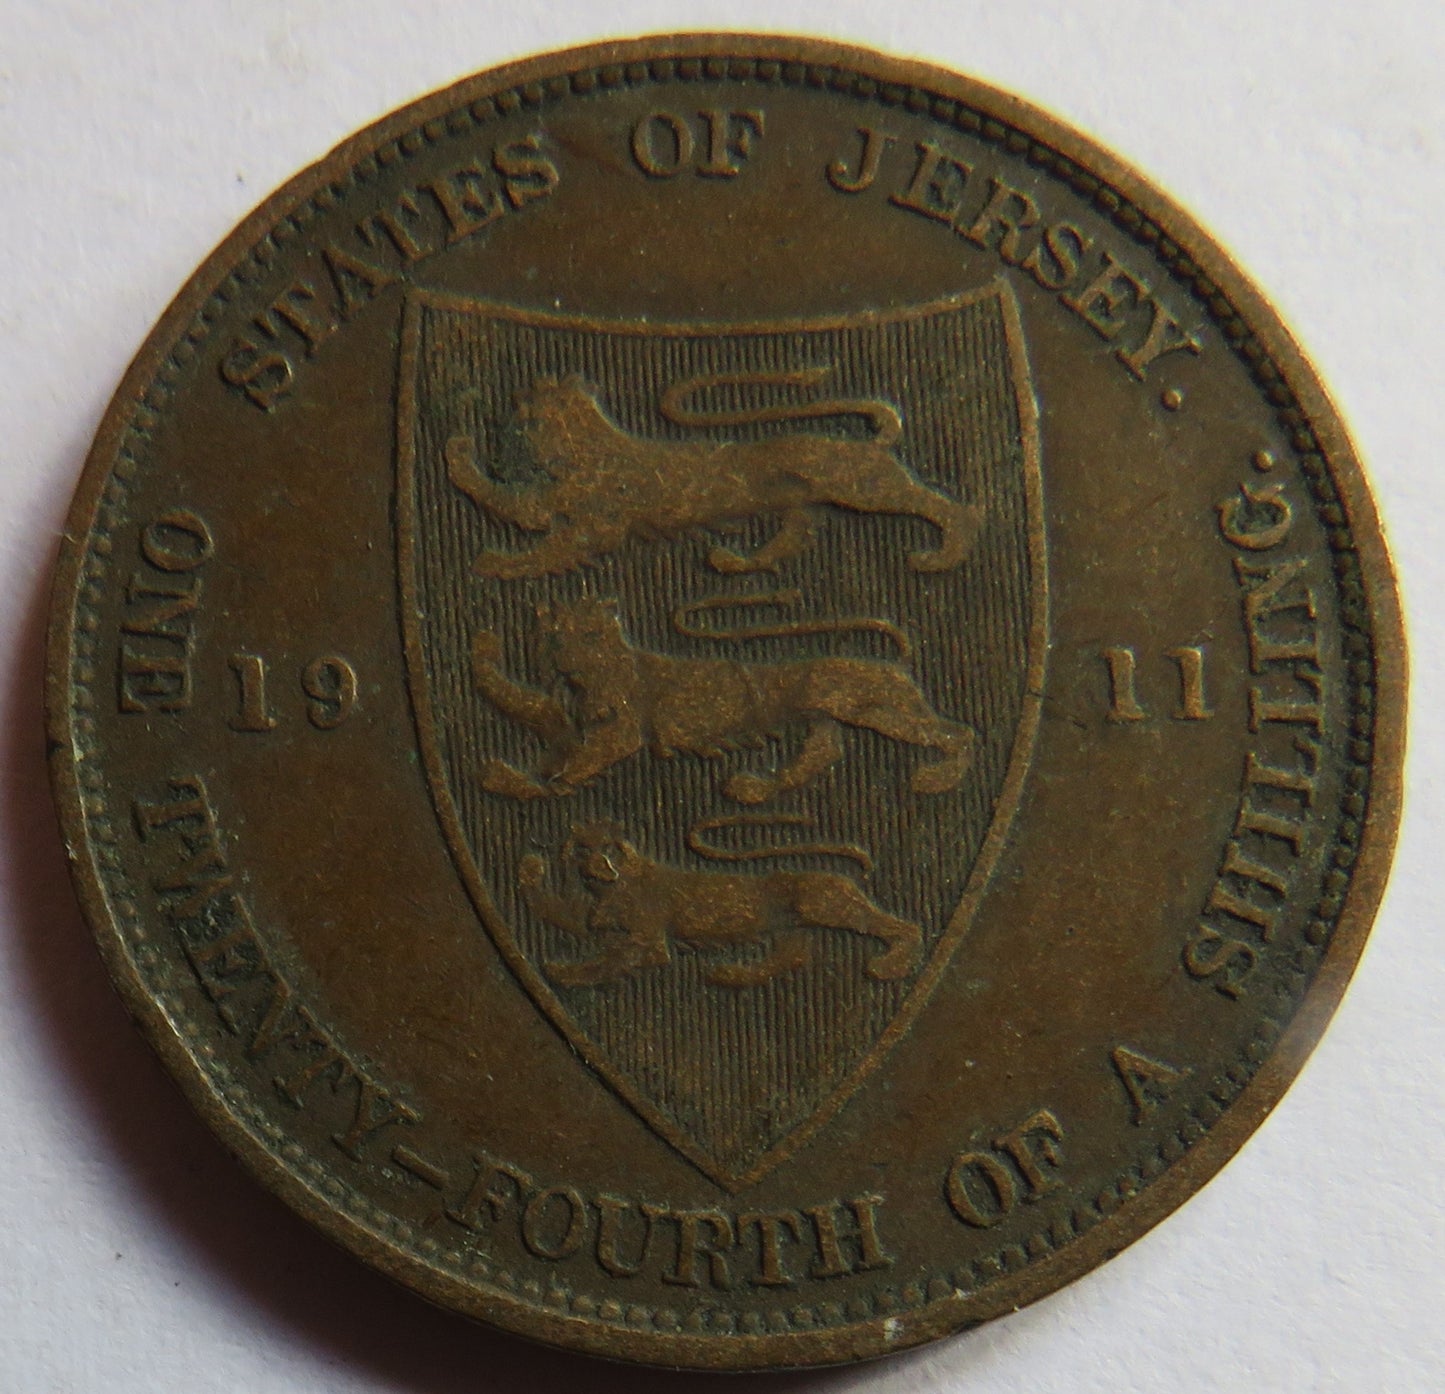 STATES OF JERSEY.
19 11
ONE TWENTY-FOURTH OF A SHILLING.